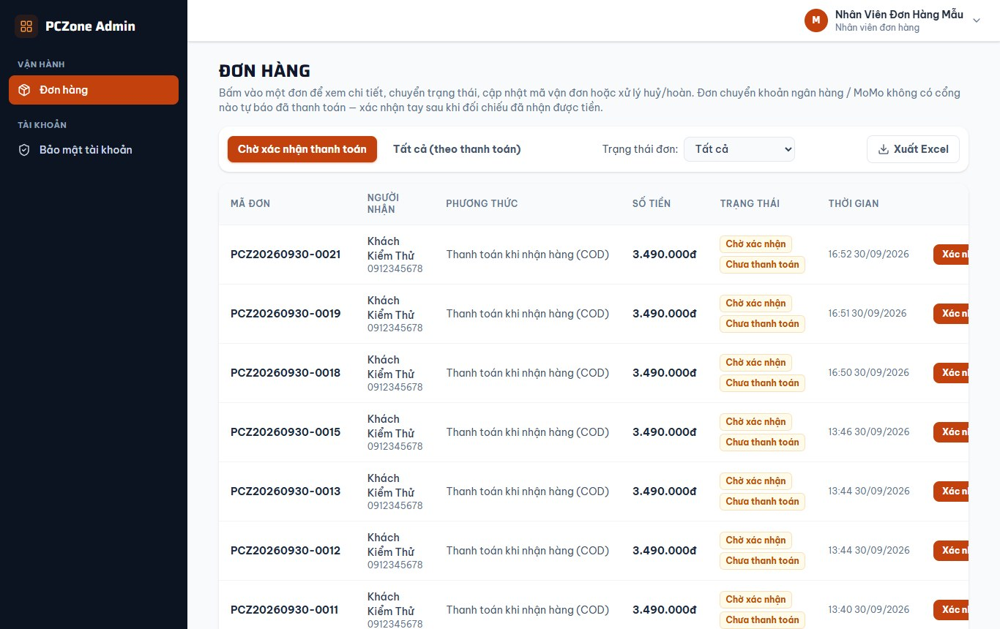 PCZone Admin
VẬN HÀNH
Đơn hàng
TÀI KHOẢN
Bảo mật tài khoản
M
Nhân Viên Đơn Hàng Mẫu
Nhân viên đơn hàng
ĐƠN HÀNG
Bấm vào một đơn để xem chi tiết, chuyển trạng thái, cập nhật mã vận đơn hoặc xử lý huỷ/hoàn. Đơn chuyển khoản ngân hàng / MoMo không có cổng
nào tự báo đã thanh toán — xác nhận tay sau khi đối chiếu đã nhận được tiền.
Chờ xác nhận thanh toán
Tất cả (theo thanh toán)
Trạng thái đơn:
Tất cả
Xuất Excel
MÃ ĐƠN
NGƯỜI
NHẬN
PHƯƠNG THỨC
SỐ TIỀN
TRẠNG THÁI
THỜI GIAN
PCZ20260930-0021
Khách
Kiểm Thử
0912345678
Thanh toán khi nhận hàng (COD)
3.490.000đ
Chờ xác nhận
Chưa thanh toán
16:52 30/09/2026
Xác
PCZ20260930-0019
Khách
Kiểm Thử
0912345678
Thanh toán khi nhận hàng (COD)
3.490.000đ
Chờ xác nhận
Chưa thanh toán
16:51 30/09/2026
Xác
PCZ20260930-0018
Khách
Kiểm Thử
0912345678
Thanh toán khi nhận hàng (COD)
3.490.000đ
Chờ xác nhận
Chưa thanh toán
16:50 30/09/2026
Xác
PCZ20260930-0015
Khách
Kiểm Thử
0912345678
Thanh toán khi nhận hàng (COD)
3.490.000đ
Chờ xác nhận
Chưa thanh toán
13:46 30/09/2026
Xác
PCZ20260930-0013
Khách
Kiểm Thử
0912345678
Thanh toán khi nhận hàng (COD)
3.490.000đ
Chờ xác nhận
Chưa thanh toán
13:44 30/09/2026
Xác
PCZ20260930-0012
Khách
Kiểm Thử
0912345678
Thanh toán khi nhận hàng (COD)
3.490.000đ
Chờ xác nhận
Chưa thanh toán
13:44 30/09/2026
Xác
PCZ20260930-0011
Khách
Kiểm Thử
0912345678
Thanh toán khi nhận hàng (COD)
3.490.000đ
Chờ xác nhận
Chưa thanh toán
13:40 30/09/2026
Xác